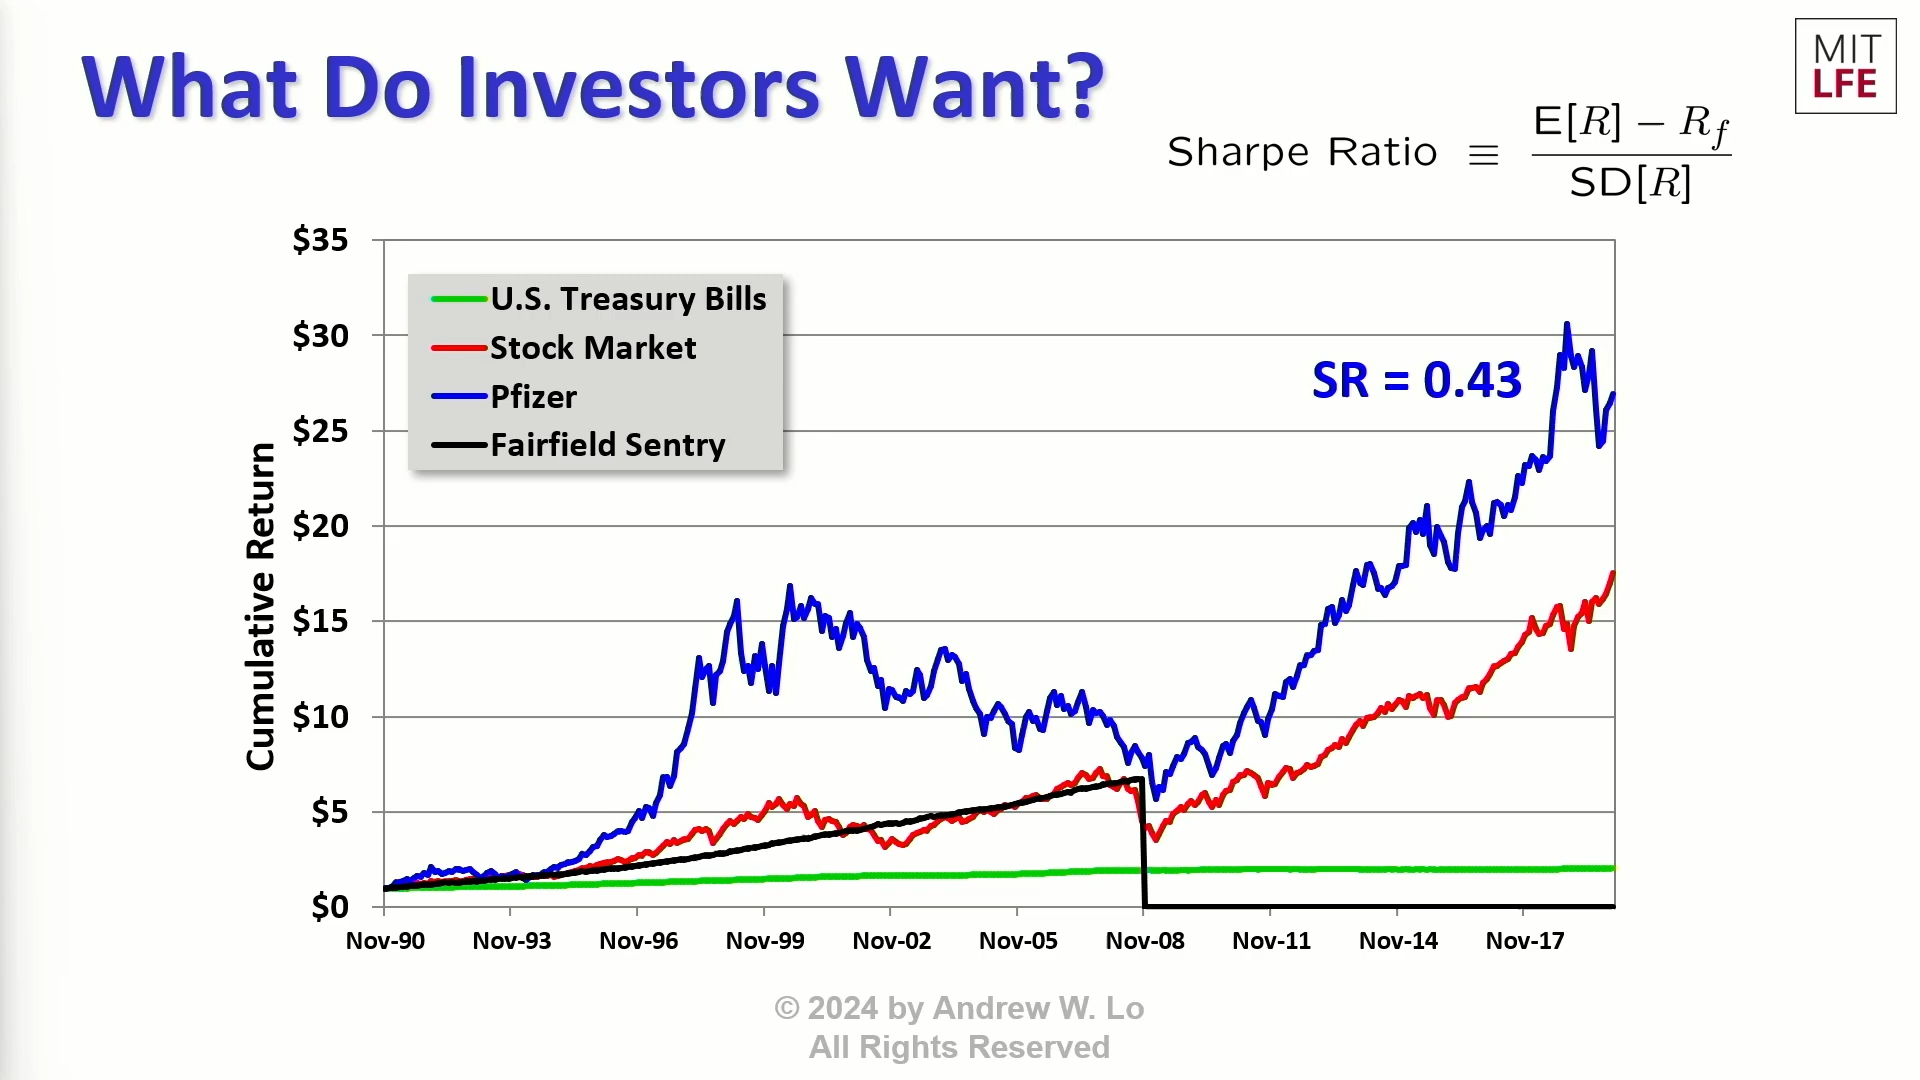 What Do Investors Want?
MIT
LFE
Sharpe Ratio ≡ E[R] − R_f / SD[R]
$35
$30
$25
$20
$15
$10
$5
$0
Cumulative Return
U.S. Treasury Bills
Stock Market
Pfizer
Fairfield Sentry
SR = 0.43
Nov-90 Nov-93 Nov-96 Nov-99 Nov-02 Nov-05 Nov-08 Nov-11 Nov-14 Nov-17
© 2024 by Andrew W. Lo
All Rights Reserved